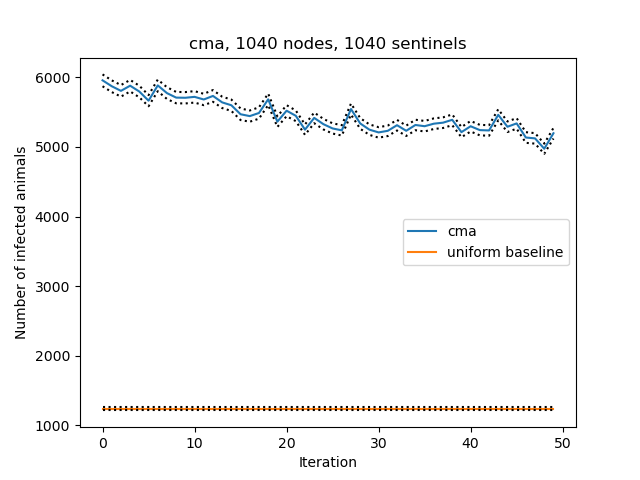 cma, 1040 nodes, 1040 sentinels
Number of infected animals
6000
5000
4000
3000
2000
1000
cma
uniform baseline
0
10
20
30
40
50
Iteration